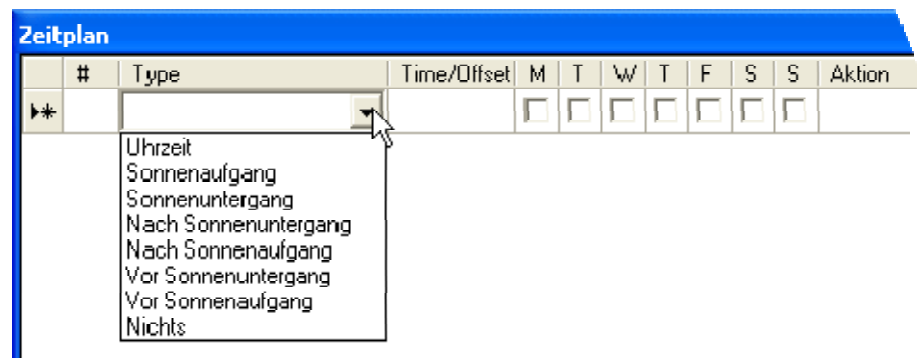 Zeitplan
# Type Time/Offset M T W T F S S Aktion
Uhrzeit
Sonnenaufgang
Sonnenuntergang
Nach Sonnenuntergang
Nach Sonnenaufgang
Vor Sonnenuntergang
Vor Sonnenaufgang
Nichts